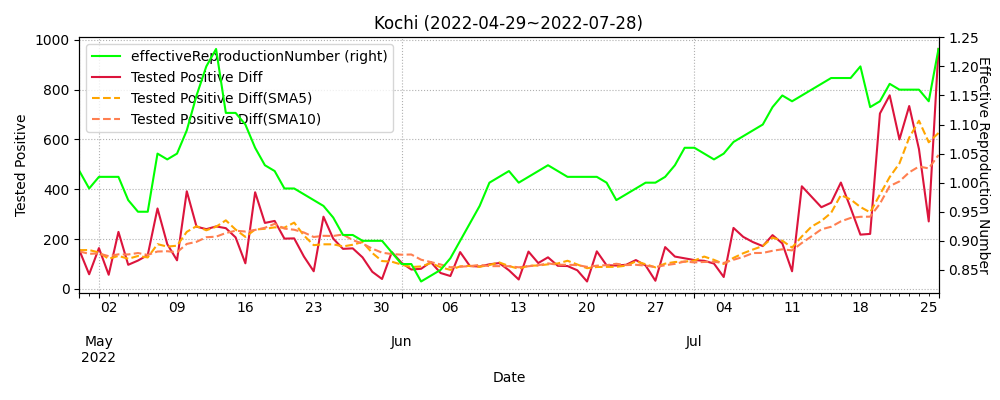 Kochi (2022-04-29~2022-07-28)
effectiveReproductionNumber (right)
Tested Positive Diff
Tested Positive Diff(SMA5)
Tested Positive Diff(SMA10)
Tested Positive
1000
800
600
400
200
0
1.25
1.20
1.15
1.10
1.05
1.00
0.95
0.90
0.85
Effective Reproduction Number
02 09 16 23 30 06 13 20 27 04 11 18 25
May Jun Jul
2022
Date